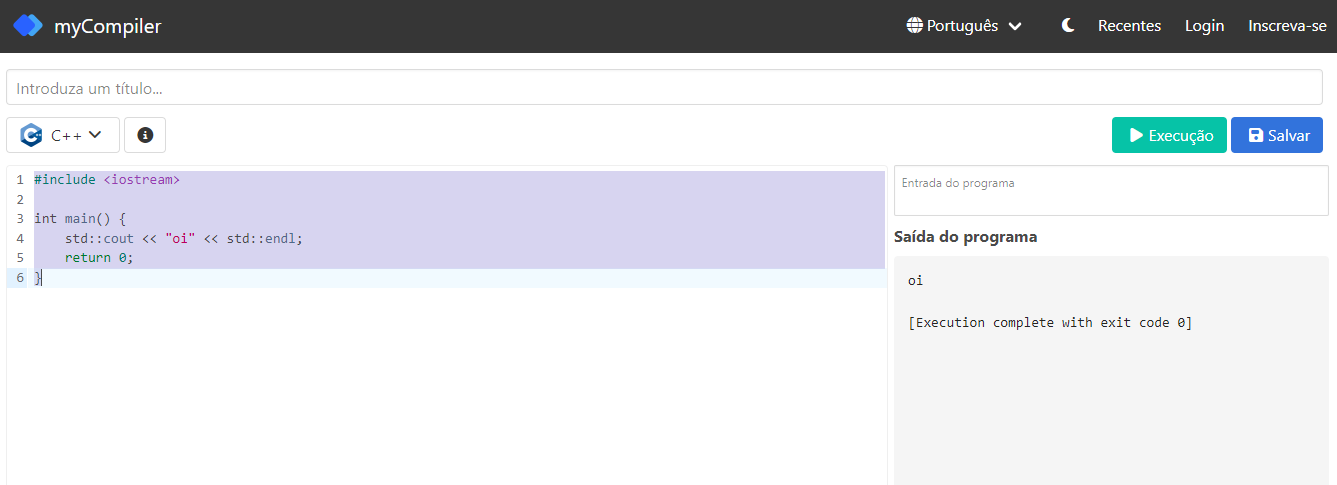 myCompiler
Português
Recentes
Login
Inscreva-se
Introduza um título...
C++
Execução
Salvar
1 #include <iostream>
2
3 int main() {
4     std::cout << "oi" << std::endl;
5     return 0;
6 }
Entrada do programa
Saída do programa
oi
[Execution complete with exit code 0]